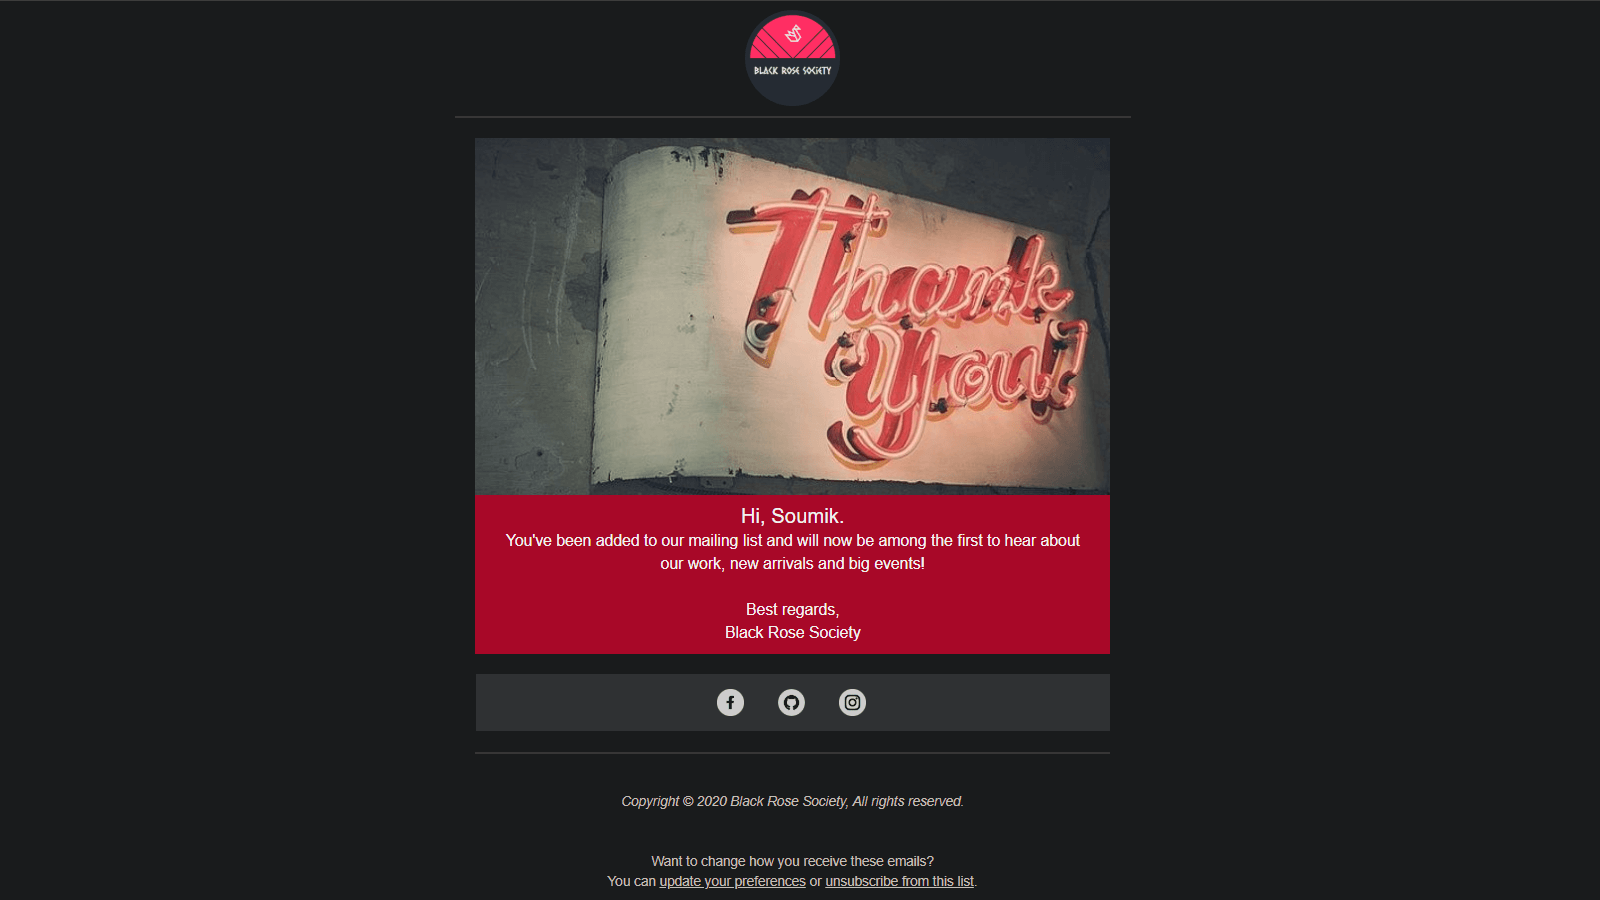 BLACK ROSE SOCIETY
Thank
You!
Hi, Soumik.
You've been added to our mailing list and will now be among the first to hear about
our work, new arrivals and big events!
Best regards,
Black Rose Society
Copyright © 2020 Black Rose Society, All rights reserved.
Want to change how you receive these emails?
You can update your preferences or unsubscribe from this list.